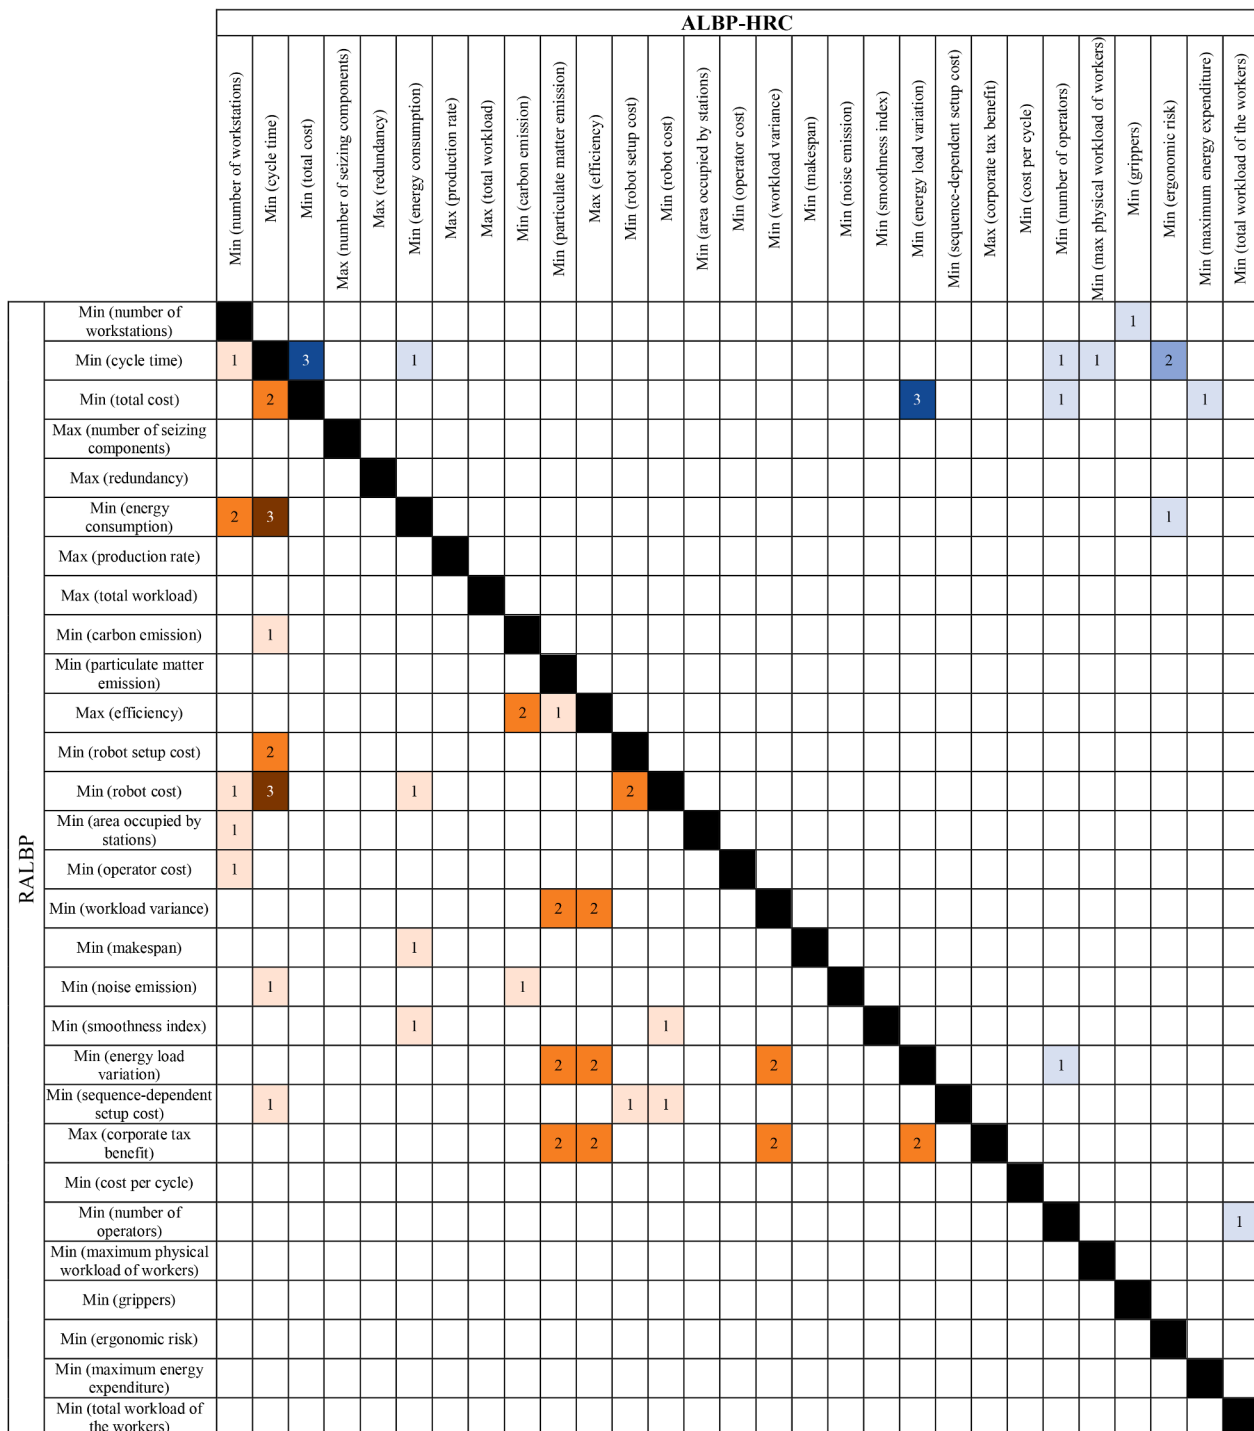 ALBP-HRC
Min (number of workstations)
Min (cycle time)
Min (total cost)
Max (number of seizing components)
Max (redundancy)
Min (energy consumption)
Max (production rate)
Max (total workload)
Min (carbon emission)
Min (particulate matter emission)
Max (efficiency)
Min (robot setup cost)
Min (robot cost)
Min (area occupied by stations)
Min (operator cost)
Min (workload variance)
Min (makespan)
Min (noise emission)
Min (smoothness index)
Min (energy load variation)
Min (sequence-dependent setup cost)
Max (corporate tax benefit)
Min (cost per cycle)
Min (number of operators)
Min (max physical workload of workers)
Min (grippers)
Min (ergonomic risk)
Min (maximum energy expenditure)
Min (total workload of the workers)
RALBP
Min (number of
workstations)
1
Min (cycle time)
1 3 1 1 1 2
Min (total cost)
2 3 1 1
Max (number of seizing
components)
Max (redundancy)
Min (energy
consumption)
2 3 1
Max (production rate)
Max (total workload)
Min (carbon emission)
1
Min (particulate matter
emission)
Max (efficiency)
2 1
Min (robot setup cost)
2
Min (robot cost)
1 3 1 2
Min (area occupied by
stations)
1
Min (operator cost)
1
Min (workload variance)
2 2
Min (makespan)
1
Min (noise emission)
1 1
Min (smoothness index)
1 1
Min (energy load
variation)
2 2 2 1
Min (sequence-dependent
setup cost)
1 1 1
Max (corporate tax
benefit)
2 2 2 2
Min (cost per cycle)
Min (number of
operators)
1
Min (maximum physical
workload of workers)
Min (grippers)
Min (ergonomic risk)
Min (maximum energy
expenditure)
Min (total workload of
the workers)